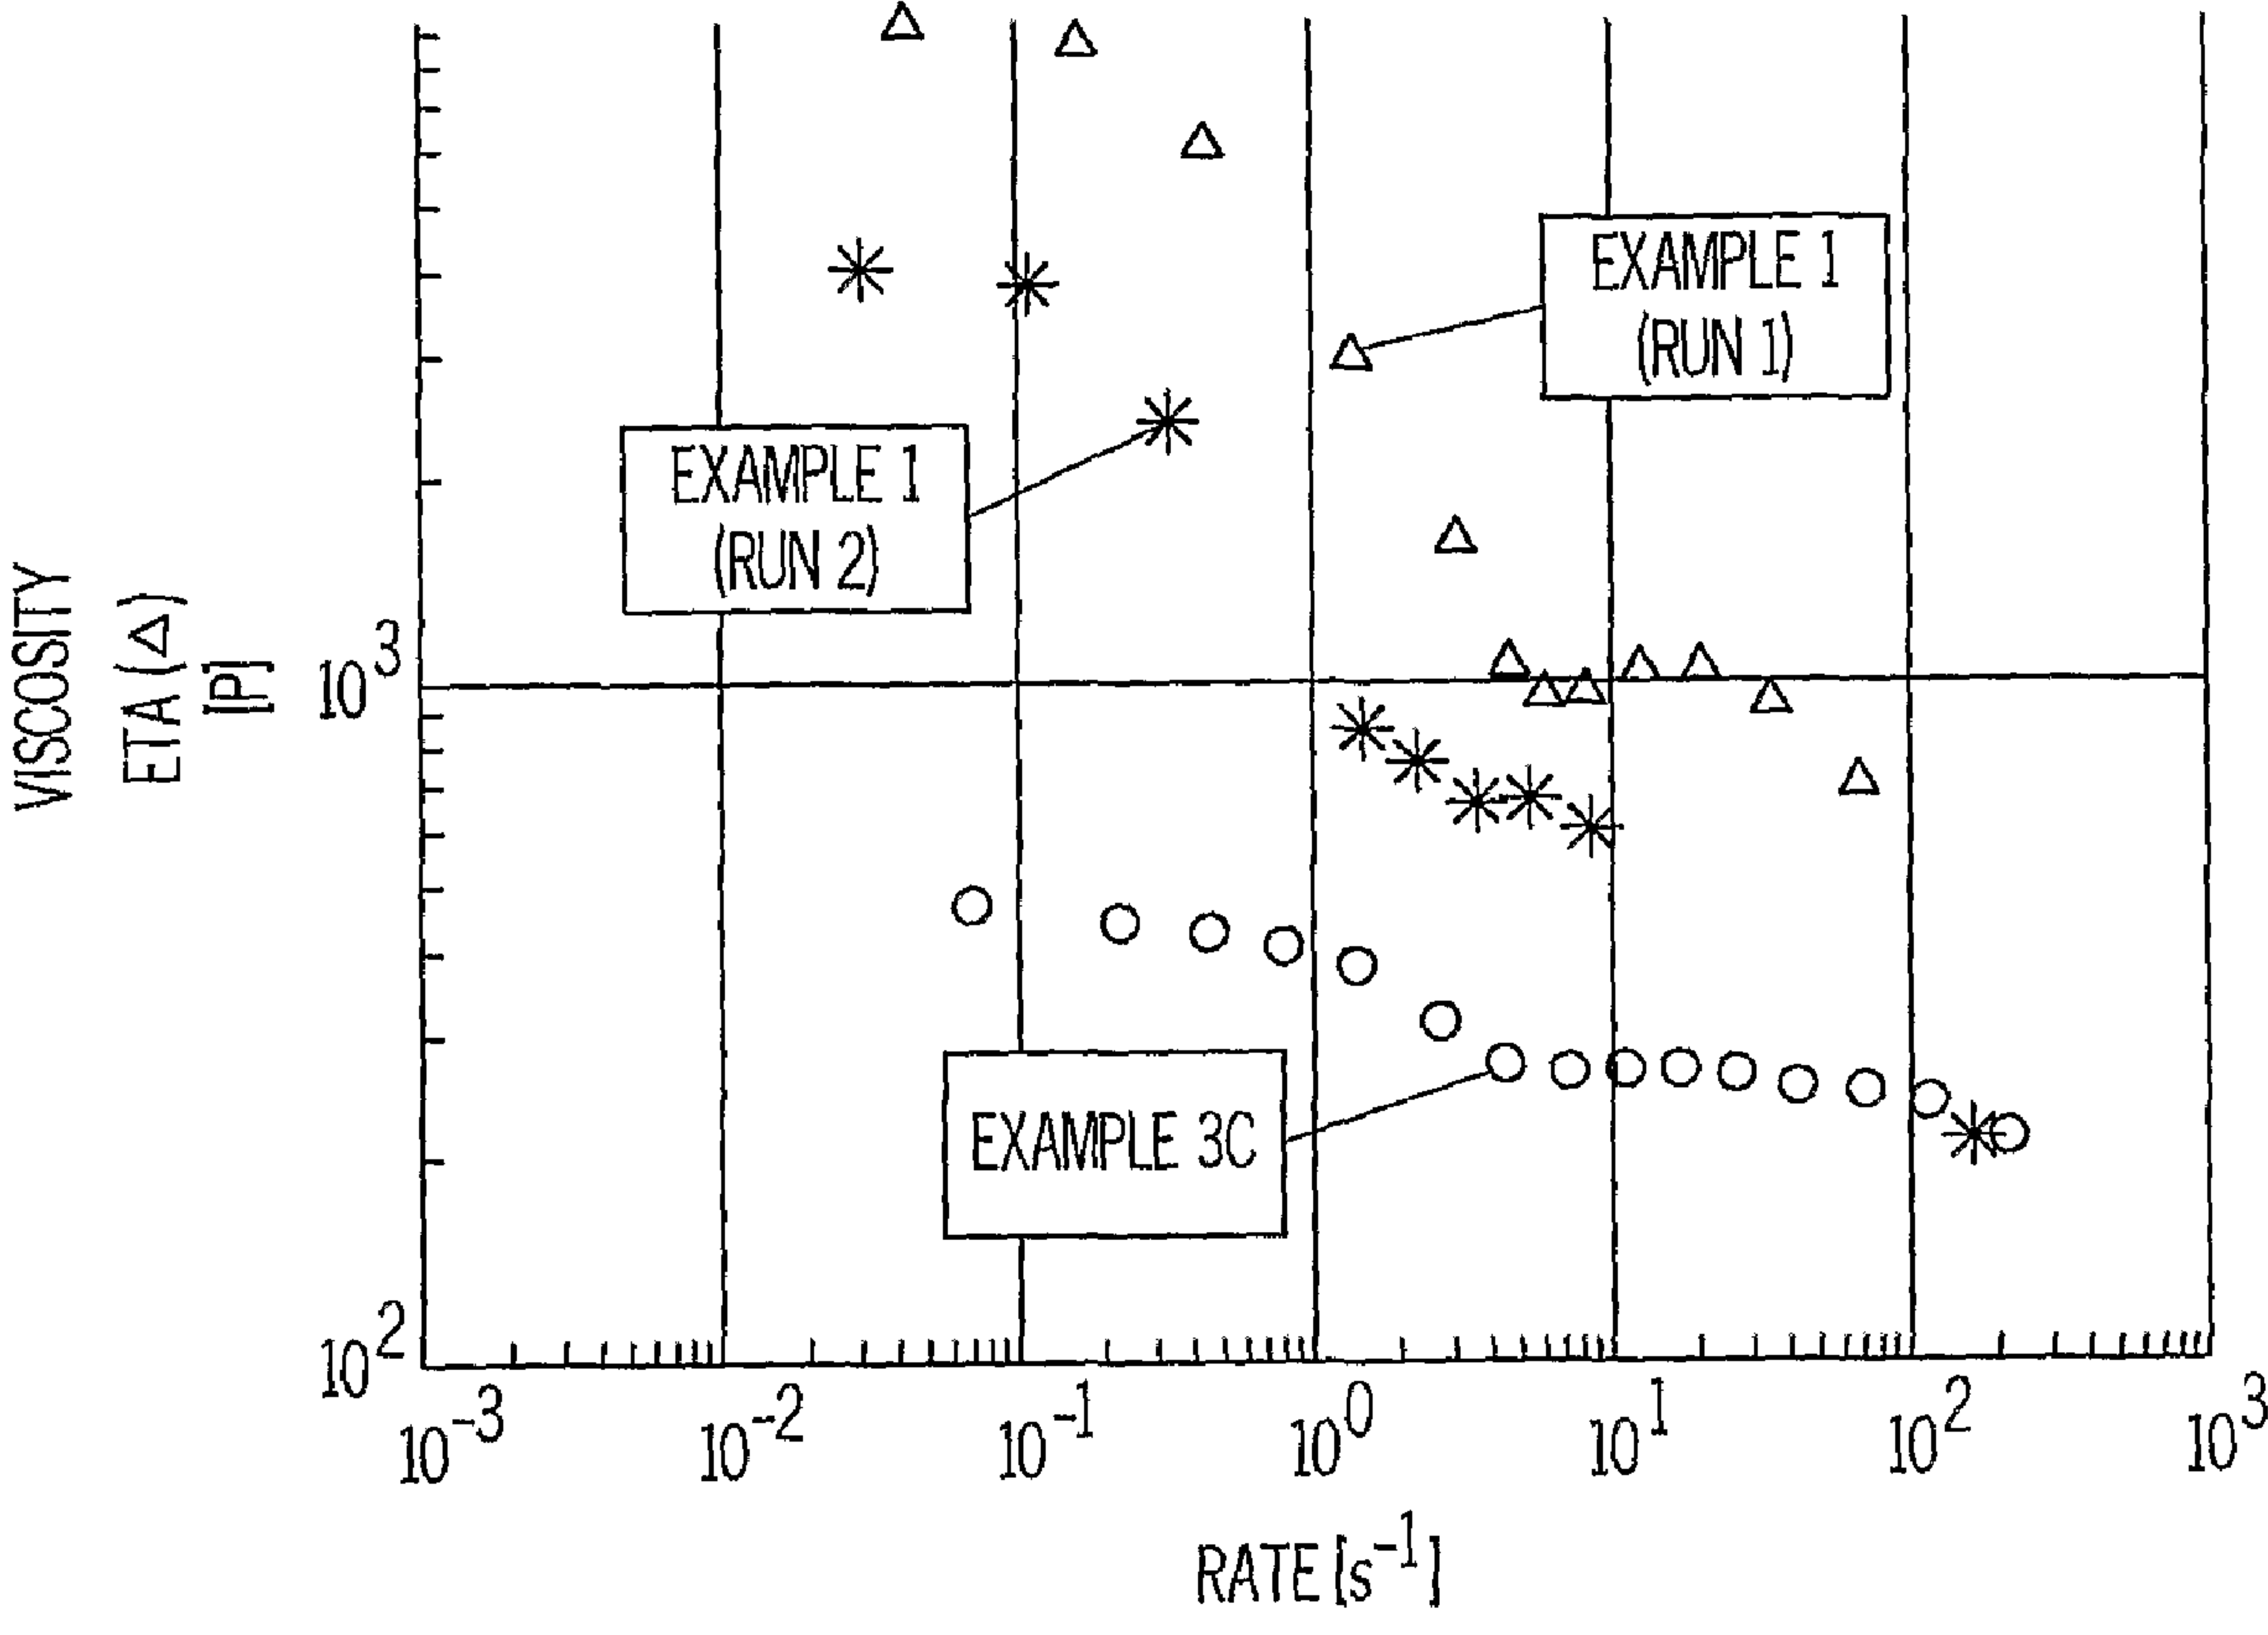 EXAMPLE 1
(RUN 1)
EXAMPLE 1
(RUN 2)
EXAMPLE 3C
VISCOSITY
ETA (Δ)
[P]
10³
10²
10⁻³
10⁻²
10⁻¹
10⁰
10¹
10²
10³
RATE [s⁻¹]